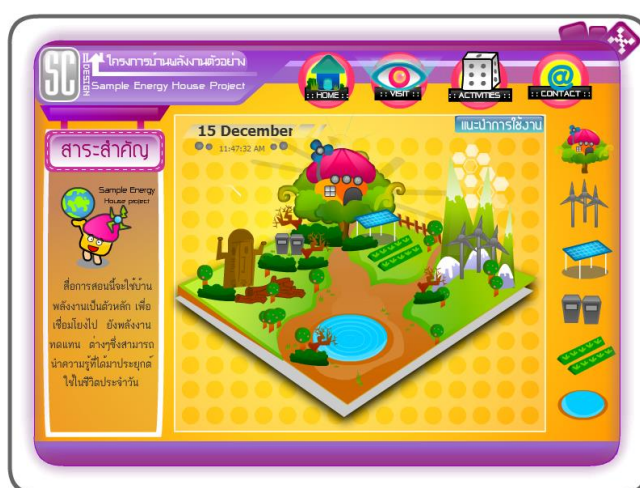 SC
DESIGN
โครงการบ้านพลังงานตัวอย่าง
Sample Energy House Project
:: HOME ::
:: VISIT ::
:: ACTIVITIES ::
:: CONTACT ::
สาระสำคัญ
Sample Energy
House project
สื่อการสอนนี้จะใช้บ้าน
พลังงานเป็นตัวหลัก เพื่อ
เชื่อมโยงไป ยังพลังงาน
ทดแทน ต่างๆซึ่งสามารถ
นำความรู้ที่ได้มาประยุกต์
ใช้ในชีวิตประจำวัน
15 December
11:47:32 AM
แนะนำการใช้งาน